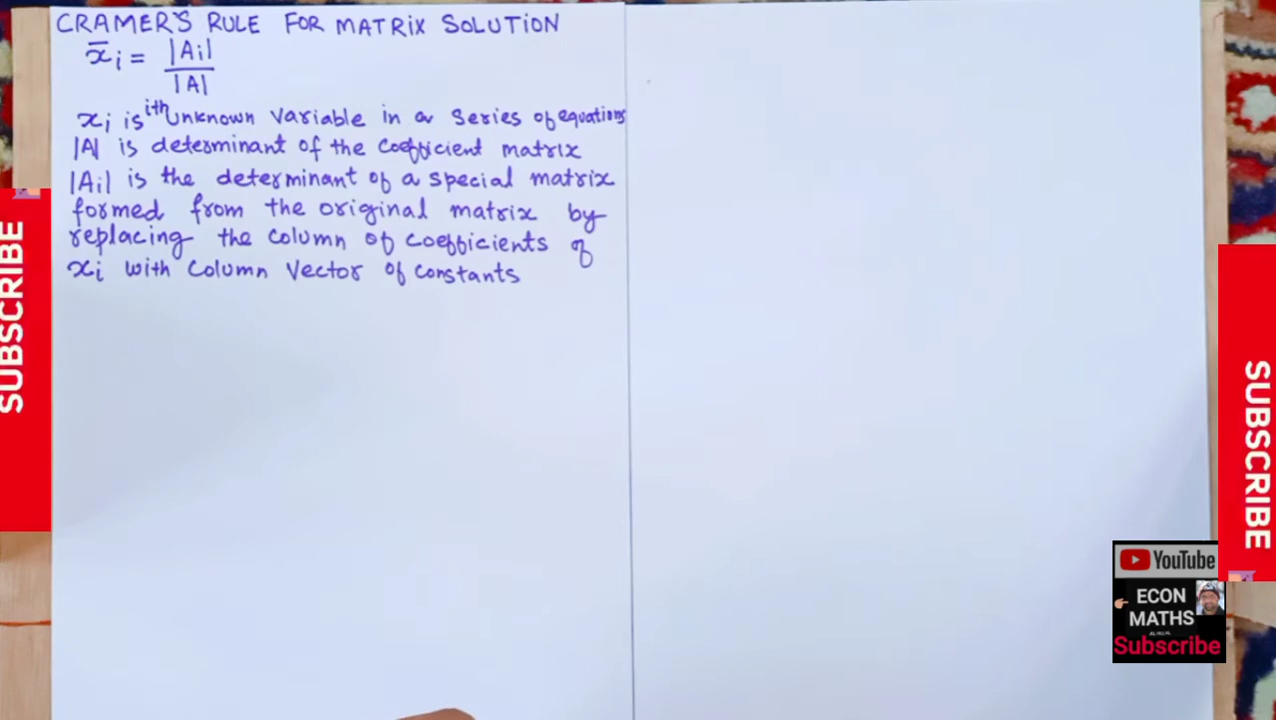 CRAMER'S RULE FOR MATRIX SOLUTION
x̄i = |Ai| / |A|
xi is ith unknown variable in a series of equations
|A| is determinant of the coefficient matrix
|Ai| is the determinant of a special matrix
formed from the original matrix by
replacing the column of coefficients of
xi with column vector of constants
SUBSCRIBE
SUBSCRIBE
YouTube
ECON
MATHS
Subscribe